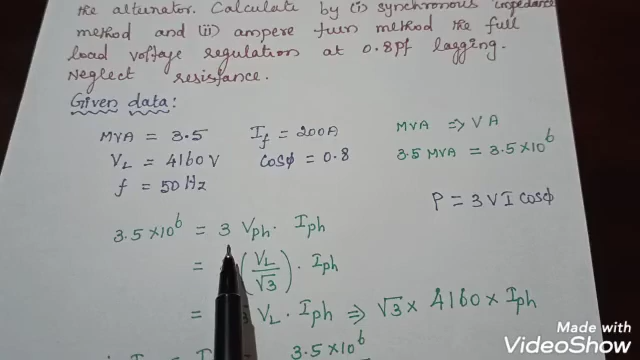 the alternator. Calculate by (i) synchronous impedance
method and (ii) ampere turn method the full
load voltage regulation at 0.8pf lagging.
Neglect resistance.
Given data:
MVA = 3.5 If = 200A MVA => VA
VL = 4160 V cosϕ = 0.8 3.5 MVA = 3.5×10^6
f = 50 Hz
P = 3 V I cosϕ
3.5×10^6 = 3 Vph. Iph
= (VL/√3) . Iph
= VL . Iph => √3 × 4160 × Iph
3.5×10^6
Made with
VideoShow